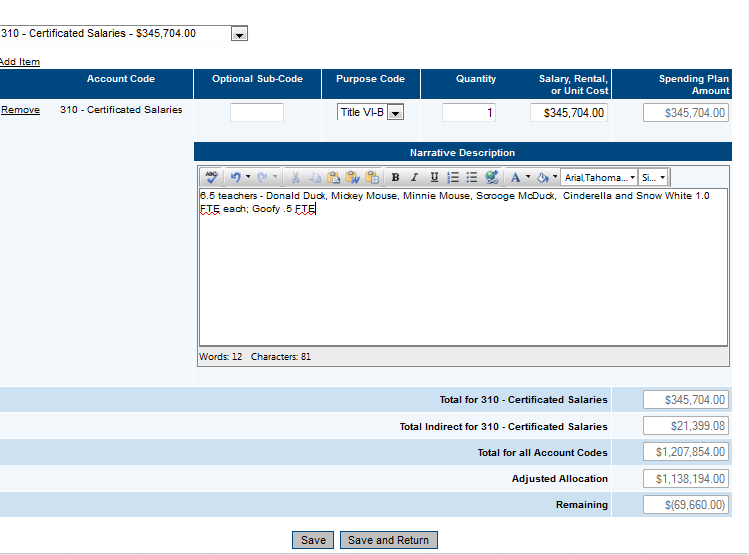 310 - Certificated Salaries - $345,704.00
Add Item
Account Code Optional Sub-Code Purpose Code Quantity Salary, Rental, or Unit Cost Spending Plan Amount
Remove 310 - Certificated Salaries Title VI-B 1 $345,704.00 $345,704.00
Narrative Description
ABC B I U A Arial,Tahoma... Si...
6.5 teachers - Donald Duck, Mickey Mouse, Minnie Mouse, Scrooge McDuck, Cinderella and Snow White 1.0
FTE each; Goofy .5 FTE
Words: 12 Characters: 81
Total for 310 - Certificated Salaries $345,704.00
Total Indirect for 310 - Certificated Salaries $21,399.08
Total for all Account Codes $1,207,854.00
Adjusted Allocation $1,138,194.00
Remaining $(69,660.00)
Save Save and Return